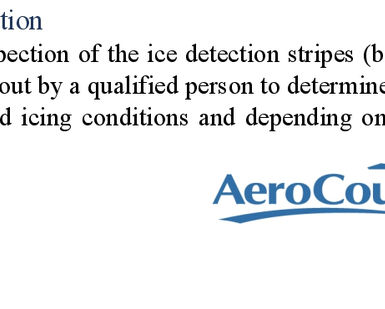 tion
pection of the ice detection stripes (b
out by a qualified person to determine
d icing conditions and depending on
AeroCou